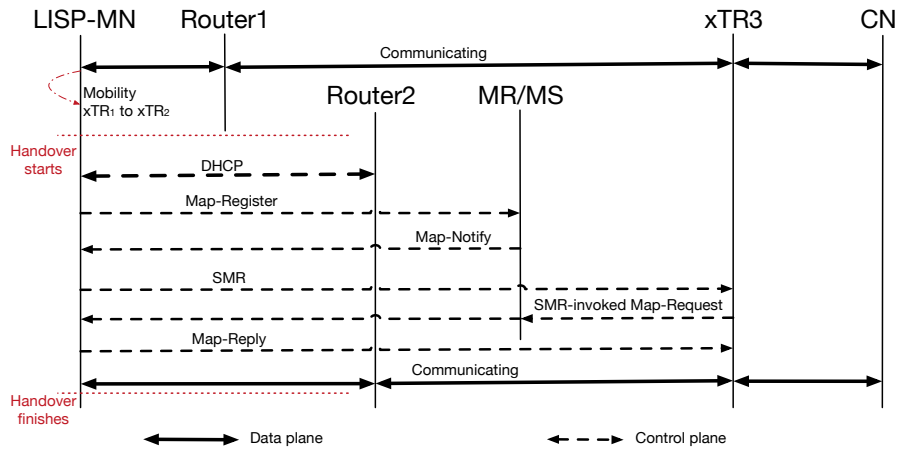 LISP-MN Router1 xTR3 CN
Communicating
Mobility
xTR₁ to xTR₂
Router2 MR/MS
Handover
starts
DHCP
Map-Register
Map-Notify
SMR
SMR-invoked Map-Request
Map-Reply
Communicating
Handover
finishes
Data plane Control plane